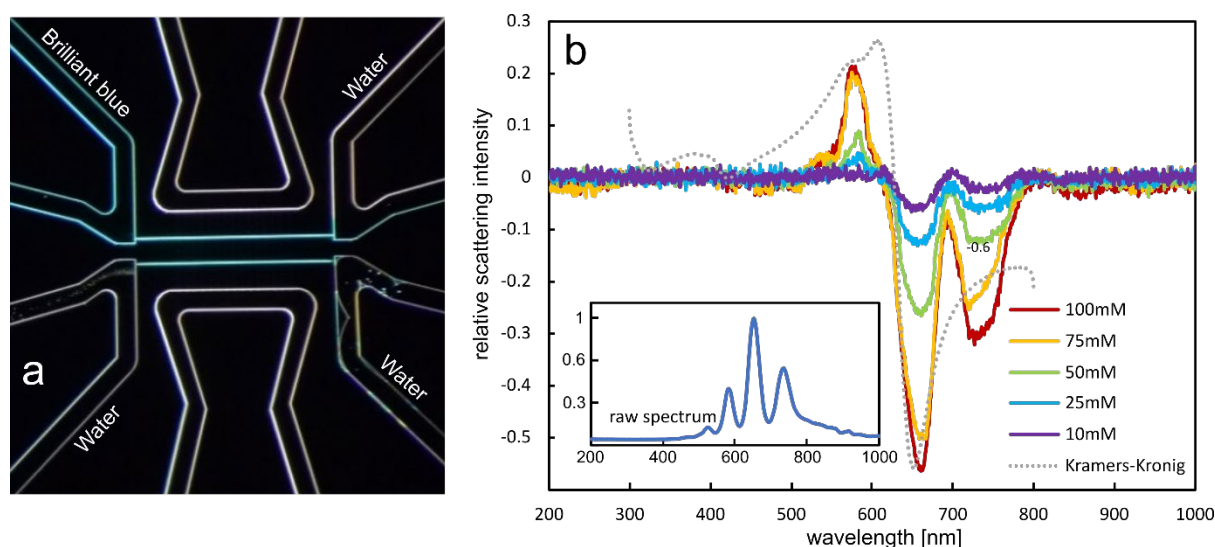 Brilliant blue
Water
Water
Water
a
b
relative scattering intensity
0.3
0.2
0.1
0
-0.1
-0.2
-0.3
-0.4
-0.5
-0.6
100mM
75mM
50mM
25mM
10mM
Kramers-Kronig
1
0.6
0.3
raw spectrum
200 400 600 800 1000
200 300 400 500 600 700 800 900 1000
wavelength [nm]